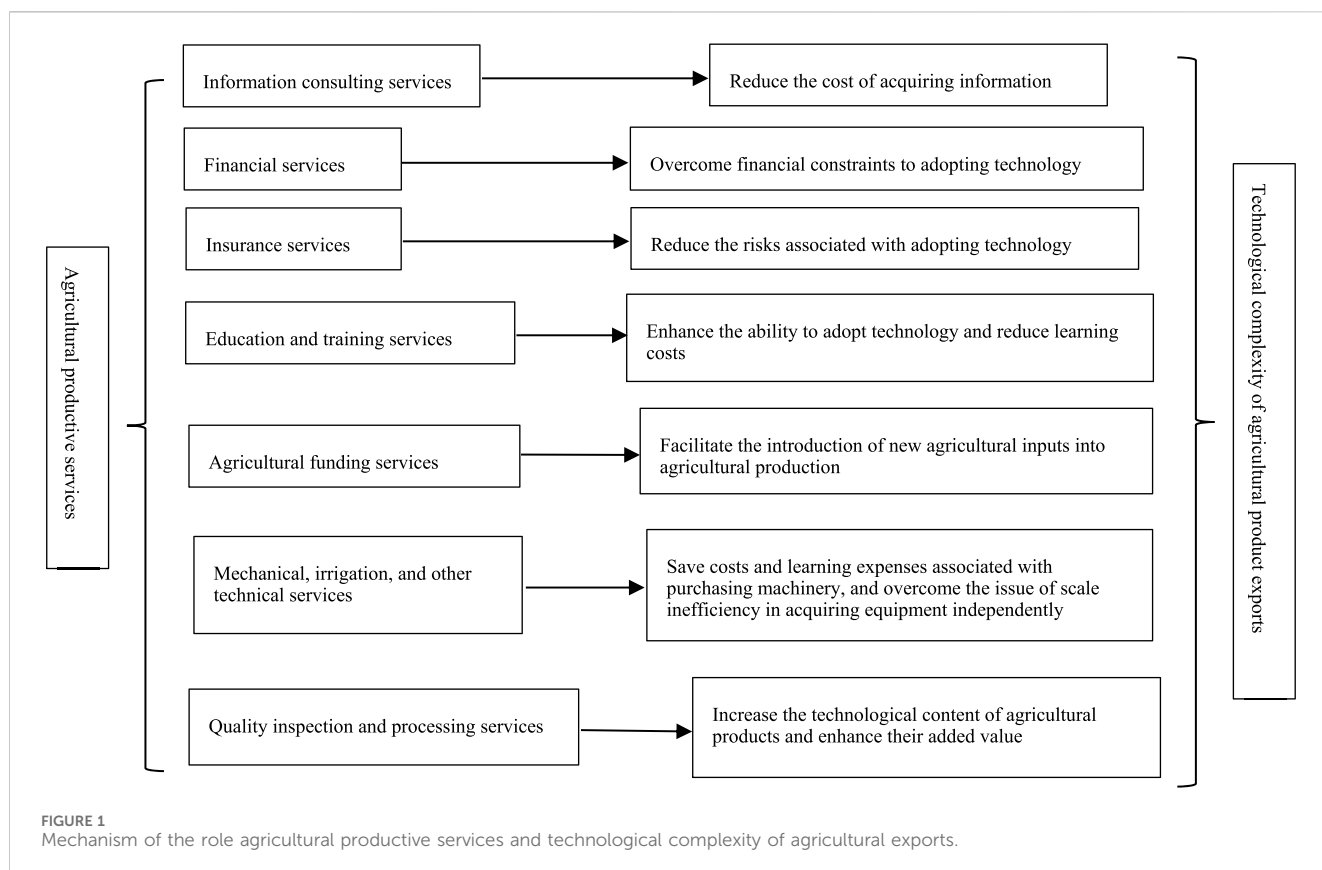 Agricultural productive services
Information consulting services
Reduce the cost of acquiring information
Financial services
Overcome financial constraints to adopting technology
Insurance services
Reduce the risks associated with adopting technology
Education and training services
Enhance the ability to adopt technology and reduce learning
costs
Agricultural funding services
Facilitate the introduction of new agricultural inputs into
agricultural production
Mechanical, irrigation, and other
technical services
Save costs and learning expenses associated with
purchasing machinery, and overcome the issue of scale
inefficiency in acquiring equipment independently
Quality inspection and processing services
Increase the technological content of agricultural
products and enhance their added value
Technological complexity of agricultural product exports
FIGURE 1
Mechanism of the role agricultural productive services and technological complexity of agricultural exports.